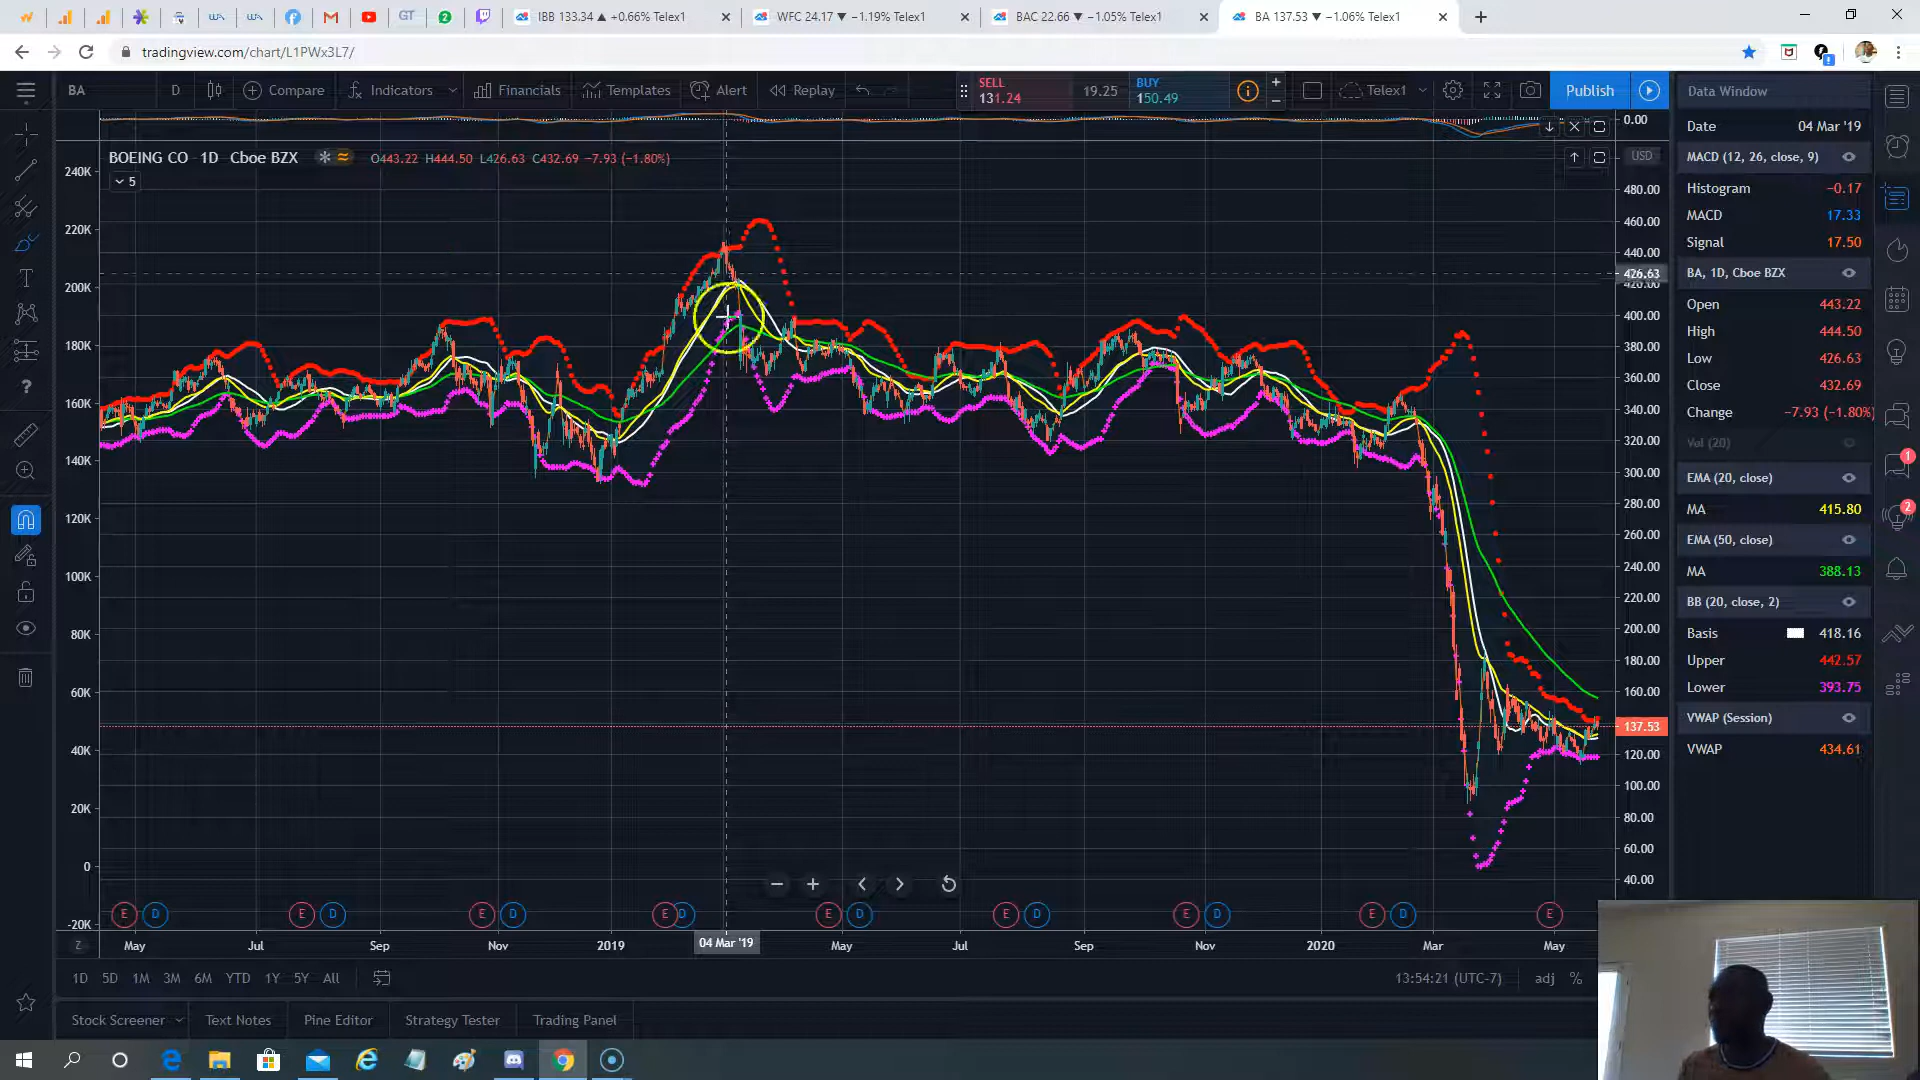 IBB 133.34 ▲ +0.66% Telex1
WFC 24.17 ▼ −1.19% Telex1
BAC 22.66 ▼ −1.05% Telex1
BA 137.53 ▼ −1.06% Telex1
tradingview.com/chart/L1PWx3L7/
BA D Compare Indicators Financials Templates Alert Replay
SELL
131.24
19.25
BUY
150.49
Telex1
Publish
Data Window
Date 04 Mar '19
MACD (12, 26, close, 9)
Histogram −0.17
MACD 17.33
Signal 17.50
BA, 1D, Cboe BZX
Open 443.22
High 444.50
Low 426.63
Close 432.69
Change −7.93 (−1.80%)
Vol (20)
EMA (20, close)
MA 415.80
EMA (50, close)
MA 388.13
BB (20, close, 2)
Basis 418.16
Upper 442.57
Lower 393.75
VWAP (Session)
VWAP 434.61
BOEING CO 1D Cboe BZX O443.22 H444.50 L426.63 C432.69 −7.93 (−1.80%)
5
240K
220K
200K
180K
160K
140K
120K
100K
80K
60K
40K
20K
0
-20K
0.00
USD
480.00
460.00
440.00
426.63
420.00
400.00
380.00
360.00
340.00
320.00
300.00
280.00
260.00
240.00
220.00
200.00
180.00
160.00
137.53
120.00
100.00
80.00
60.00
40.00
E D E D E D E D E D E D E D E D E
Z May Jul Sep Nov 2019 04 Mar '19 May Jul Sep Nov 2020 Mar May
1D 5D 1M 3M 6M YTD 1Y 5Y All
13:54:21 (UTC-7) adj %
Stock Screener Text Notes Pine Editor Strategy Tester Trading Panel